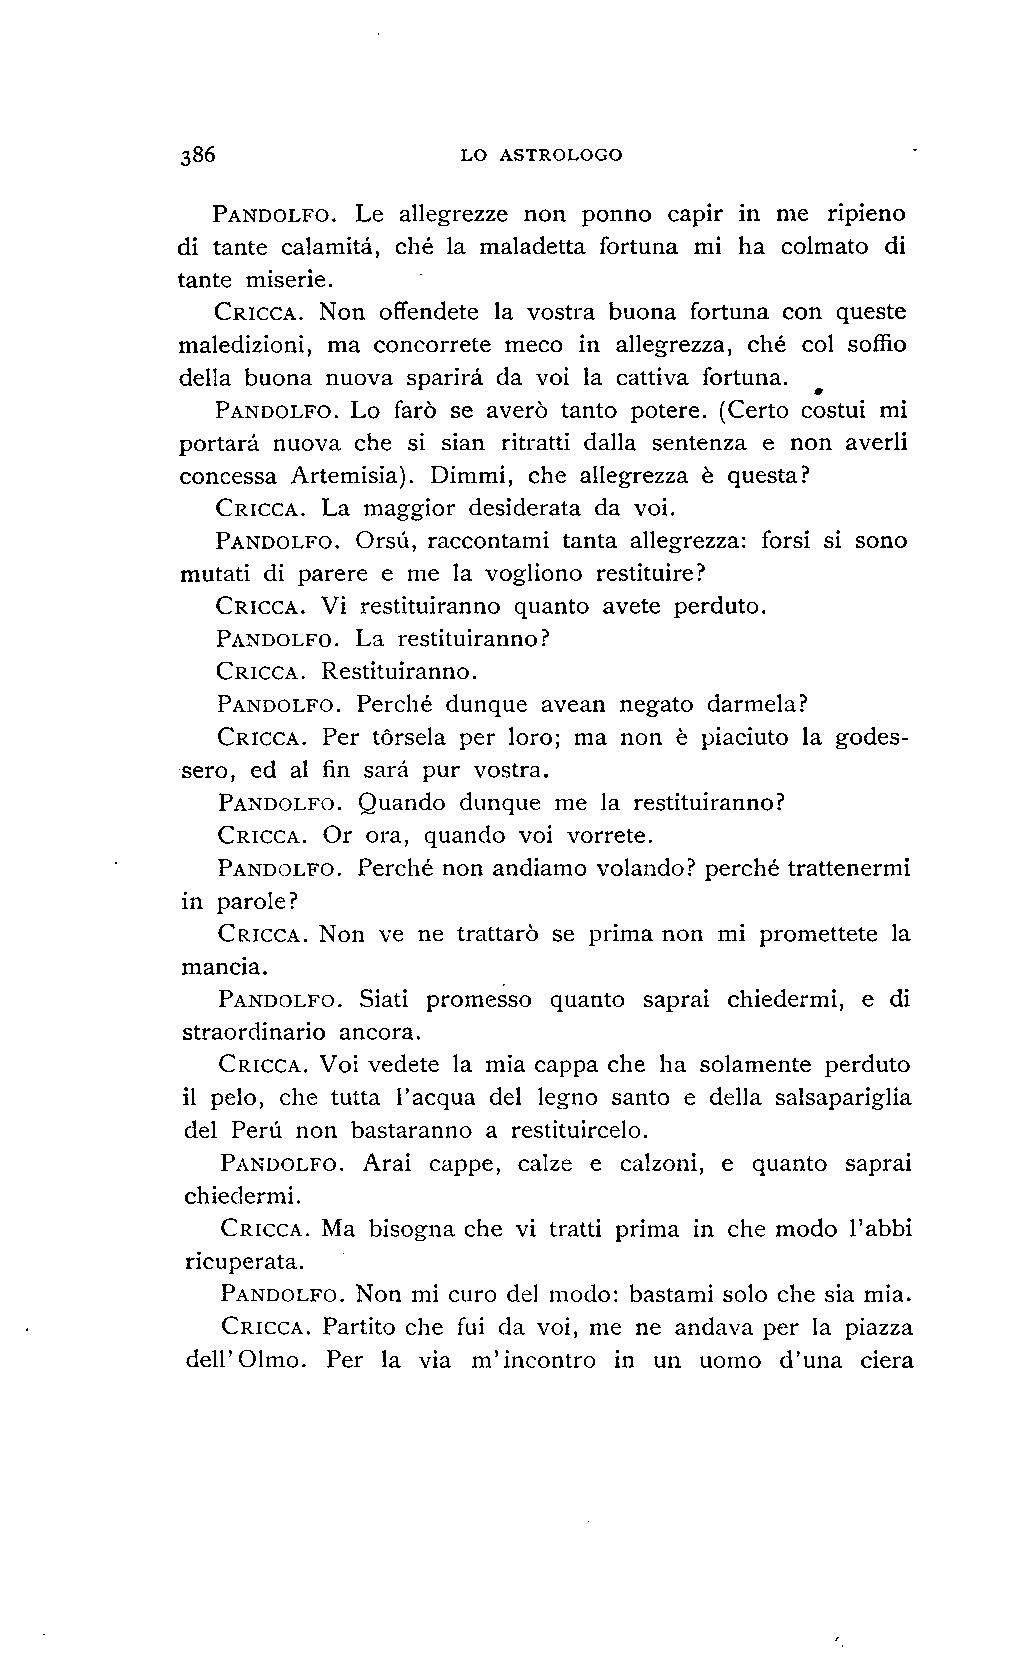 386 LO ASTROLOGO
PANDOLFO. Le allegrezze non ponno capir in me ripieno
di tante calamitá, ché la maladetta fortuna mi ha colmato di
tante miserie.
CRICCA. Non offendete la vostra buona fortuna con queste
maledizioni, ma concorrete meco in allegrezza, ché col soffio
della buona nuova sparirá da voi la cattiva fortuna.
PANDOLFO. Lo farò se averò tanto potere. (Certo costui mi
portará nuova che si sian ritratti dalla sentenza e non averli
concessa Artemisia). Dimmi, che allegrezza è questa?
CRICCA. La maggior desiderata da voi.
PANDOLFO. Orsú, raccontami tanta allegrezza: forsi si sono
mutati di parere e me la vogliono restituire?
CRICCA. Vi restituiranno quanto avete perduto.
PANDOLFO. La restituiranno?
CRICCA. Restituiranno.
PANDOLFO. Perché dunque avean negato darmela?
CRICCA. Per tôrsela per loro; ma non è piaciuto la godes-
sero, ed al fin sará pur vostra.
PANDOLFO. Quando dunque me la restituiranno?
CRICCA. Or ora, quando voi vorrete.
PANDOLFO. Perché non andiamo volando? perché trattenermi
in parole?
CRICCA. Non ve ne trattarò se prima non mi promettete la
mancia.
PANDOLFO. Siati promesso quanto saprai chiedermi, e di
straordinario ancora.
CRICCA. Voi vedete la mia cappa che ha solamente perduto
il pelo, che tutta l'acqua del legno santo e della salsapariglia
del Perú non bastaranno a restituircelo.
PANDOLFO. Arai cappe, calze e calzoni, e quanto saprai
chiedermi.
CRICCA. Ma bisogna che vi tratti prima in che modo l'abbi
ricuperata.
PANDOLFO. Non mi curo del modo: bastami solo che sia mia.
CRICCA. Partito che fui da voi, me ne andava per la piazza
dell'Olmo. Per la via m'incontro in un uomo d'una ciera